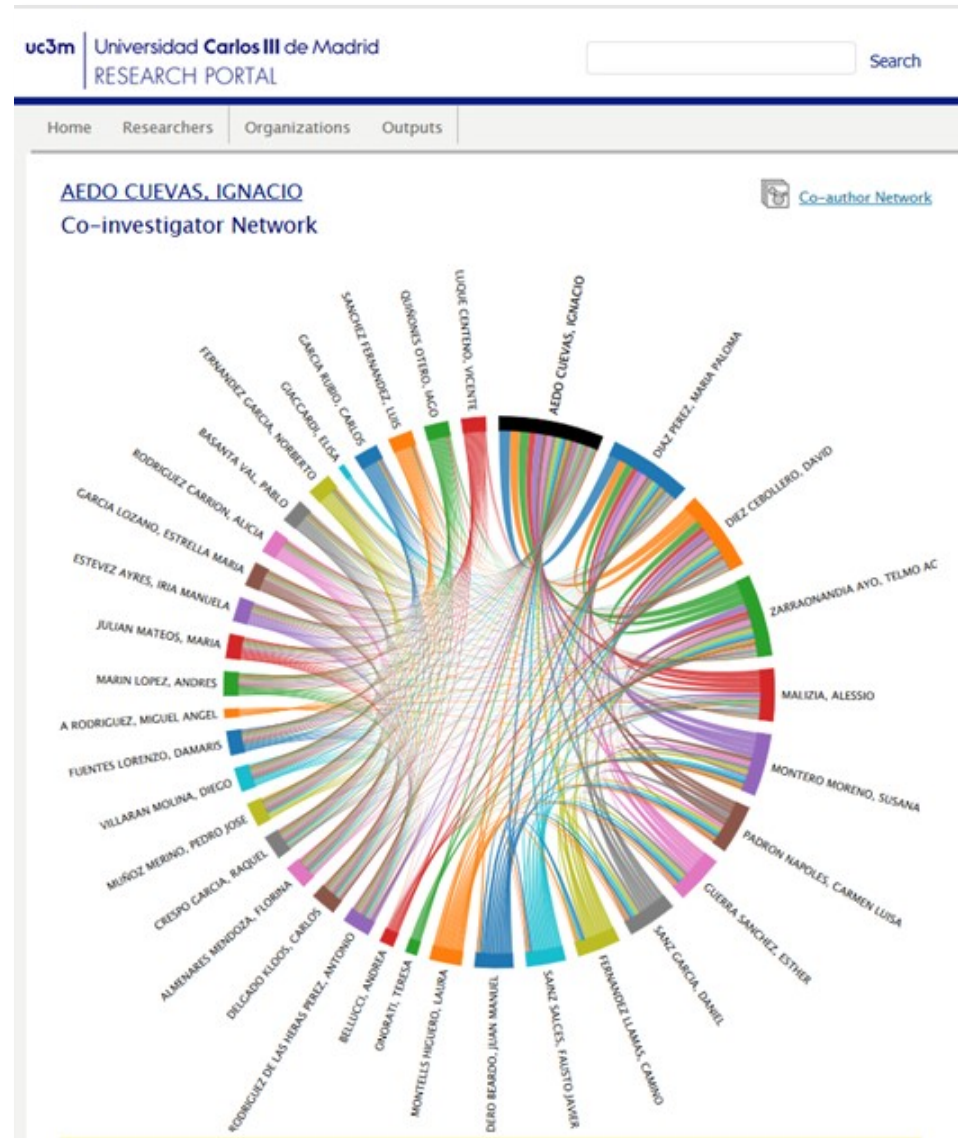 uc3m
Universidad Carlos III de Madrid
RESEARCH PORTAL
Search
Home Researchers Organizations Outputs
AEDO CUEVAS, IGNACIO
Co-author Network
Co-investigator Network
AEDO CUEVAS, IGNACIO
DIAZ PEREZ, MARIA PALOMA
DIEZ CEBOLLERO, DAVID
ZARRAONANDIA AYO, TELMO AC
MALIZIA, ALESSIO
MONTERO MORENO, SUSANA
PADRON NAPOLES, CARMEN LUISA
GUERRA SANCHEZ, ESTHER
SANZ GARCIA, DANIEL
FERNANDEZ LLAMAS, CAMINO
SAINZ SALCES, FAUSTO JAVIER
DERO BEARDO, JUAN MANUEL
MONTELLS HIGUERO, LAURA
ONORATI, TERESA
BELLUCCI, ANDREA
RODRIGUEZ DE LAS HERAS PEREZ, ANTONIO
DELGADO KLOOS, CARLOS
ALMENARES MENDOZA, FLORINA
CRESPO GARCIA, RAQUEL
MUÑOZ MERINO, PEDRO JOSE
VILLARAN MOLINA, DIEGO
FUENTES LORENZO, DAMARIS
A RODRIGUEZ, MIGUEL ANGEL
MARIN LOPEZ, ANDRES
JULIAN MATEOS, MARIA
ESTEVEZ AYRES, IRIA MANUELA
GARCIA LOZANO, ESTRELLA MARIA
RODRIGUEZ CARRION, ALICIA
BASANTA VAL, PABLO
FERNANDEZ GARCIA, NORBERTO
GIACCARDI, ELISA
GARCIA RUBIO, CARLOS
SANCHEZ FERNANDEZ, LUIS
QUIÑONES OTERO, IAGO
LUQUE CENTENO, VICENTE